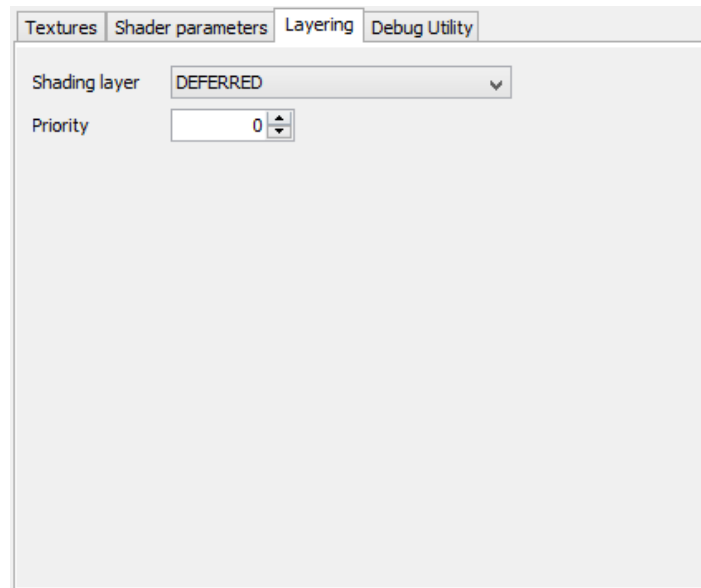 Textures Shader parameters Layering Debug Utility
Shading layer DEFERRED
Priority 0